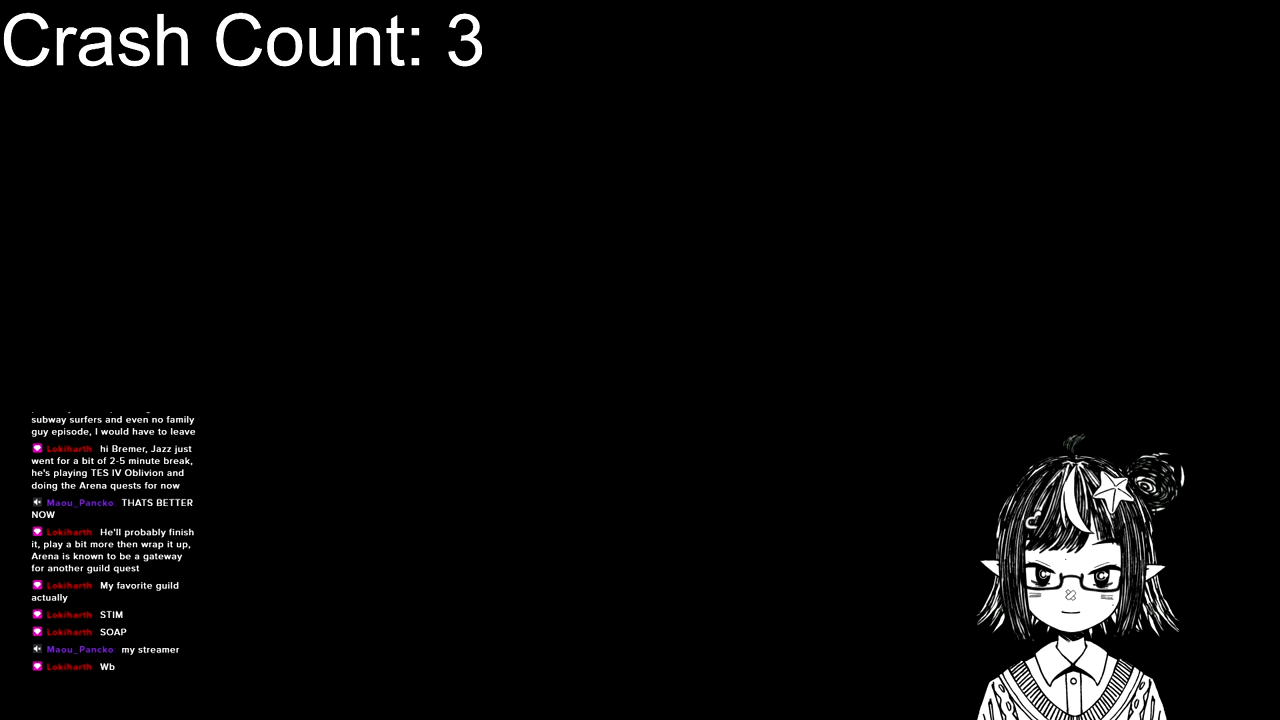 Crash Count: 3
subway surfers and even no family
guy episode, I would have to leave
Lokiharth hi Bremer, Jazz just
went for a bit of 2-5 minute break,
he's playing TES IV Oblivion and
doing the Arena quests for now
Maou_Pancko THATS BETTER
NOW
Lokiharth He'll probably finish
it, play a bit more then wrap it up,
Arena is known to be a gateway
for another guild quest
Lokiharth My favorite guild
actually
Lokiharth STIM
Lokiharth SOAP
Maou_Pancko my streamer
Lokiharth Wb